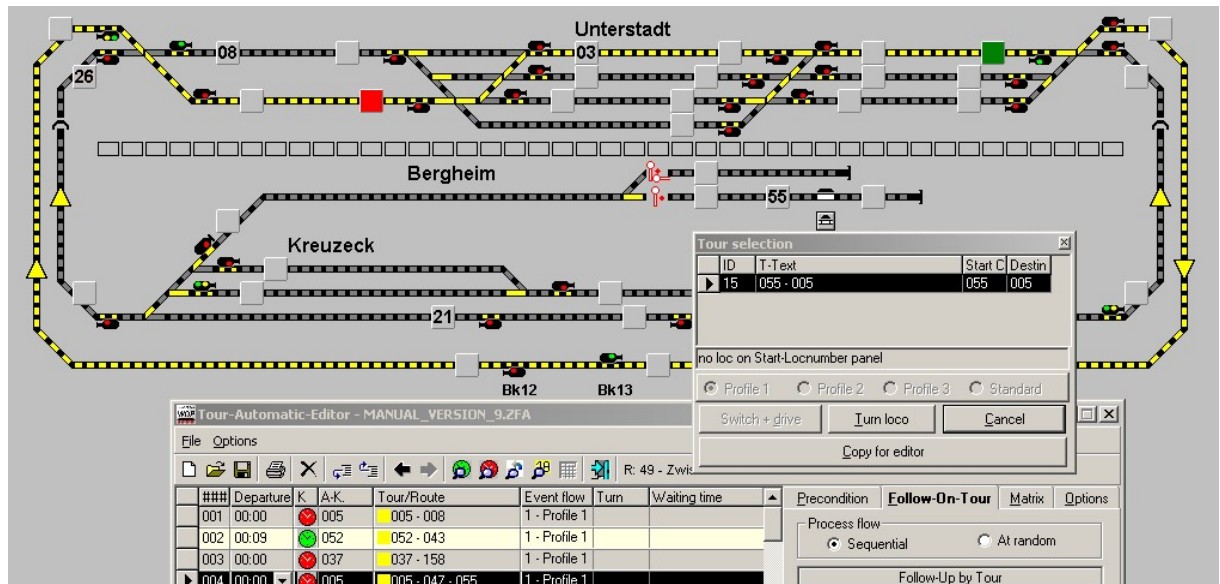 Unterstadt
08
03
26
Bergheim
55
Kreuzeck
21
Bk12
Bk13
Tour selection
ID T-Text Start C Destin
15 055 - 005 055 005
no loc on Start-Locnumber panel
Profile 1 Profile 2 Profile 3 Standard
Switch + drive Turn loco Cancel
Copy for editor
WDP Tour-Automatic-Editor - MANUAL_VERSION_9.ZFA
File Options
R: 49 - Zwis
### Departure K A-K. Tour/Route Event flow Turn Waiting time
001 00:00 005 005 - 008 1 - Profile 1
002 00:09 052 052 - 043 1 - Profile 1
003 00:00 037 037 - 158 1 - Profile 1
004 00:00 005 005 - 047 - 055 1 - Profile 1
Precondition Follow-On-Tour Matrix Options
Process flow
Sequential At random
Follow-Up by Tour